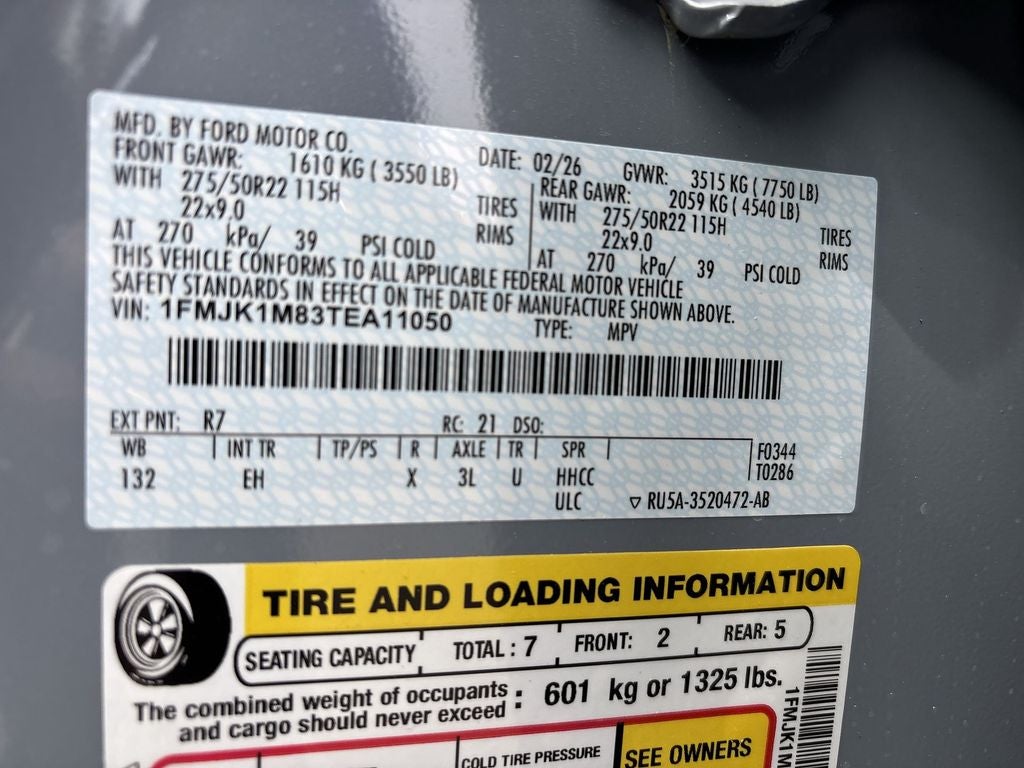 MFD. BY FORD MOTOR CO.
DATE: 02/26 GVWR: 3515 KG ( 7750 LB)
FRONT GAWR: 1610 KG ( 3550 LB) REAR GAWR: 2059 KG ( 4540 LB)
WITH 275/50R22 115H TIRES WITH 275/50R22 115H TIRES
22x9.0 RIMS 22x9.0 RIMS
AT 270 kPa/ 39 PSI COLD AT 270 kPa/ 39 PSI COLD
THIS VEHICLE CONFORMS TO ALL APPLICABLE FEDERAL MOTOR VEHICLE
SAFETY STANDARDS IN EFFECT ON THE DATE OF MANUFACTURE SHOWN ABOVE.
VIN: 1FMJK1M83TEA11050 TYPE: MPV
EXT PNT: R7 RC: 21 DSO:
WB INT TR TP/PS R AXLE TR SPR F0344
132 EH X 3L U HHCC T0286
ULC ▽ RU5A-3520472-AB
TIRE AND LOADING INFORMATION
SEATING CAPACITY TOTAL : 7 FRONT: 2 REAR: 5
The combined weight of occupants
and cargo should never exceed : 601 kg or 1325 lbs.
COLD TIRE PRESSURE
SEE OWNERS
1FMJK1M